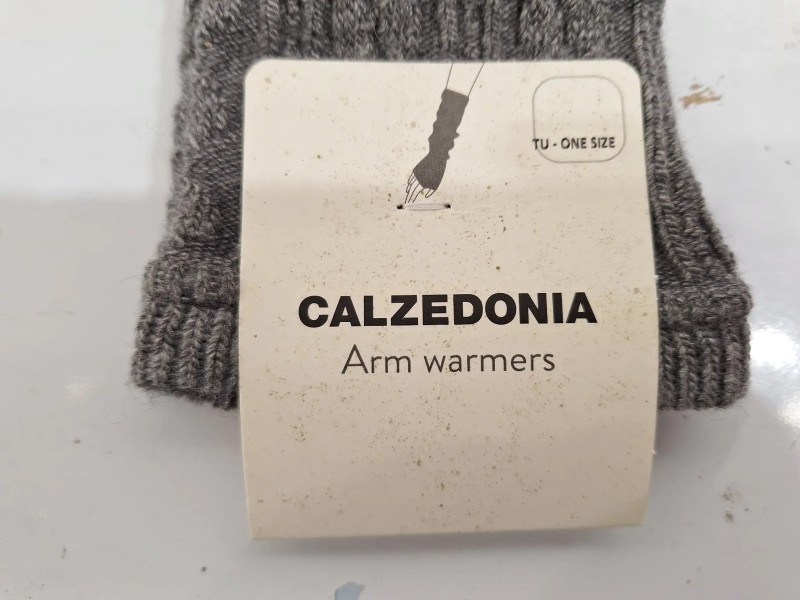 TU - ONE SIZE
CALZEDONIA
Arm warmers